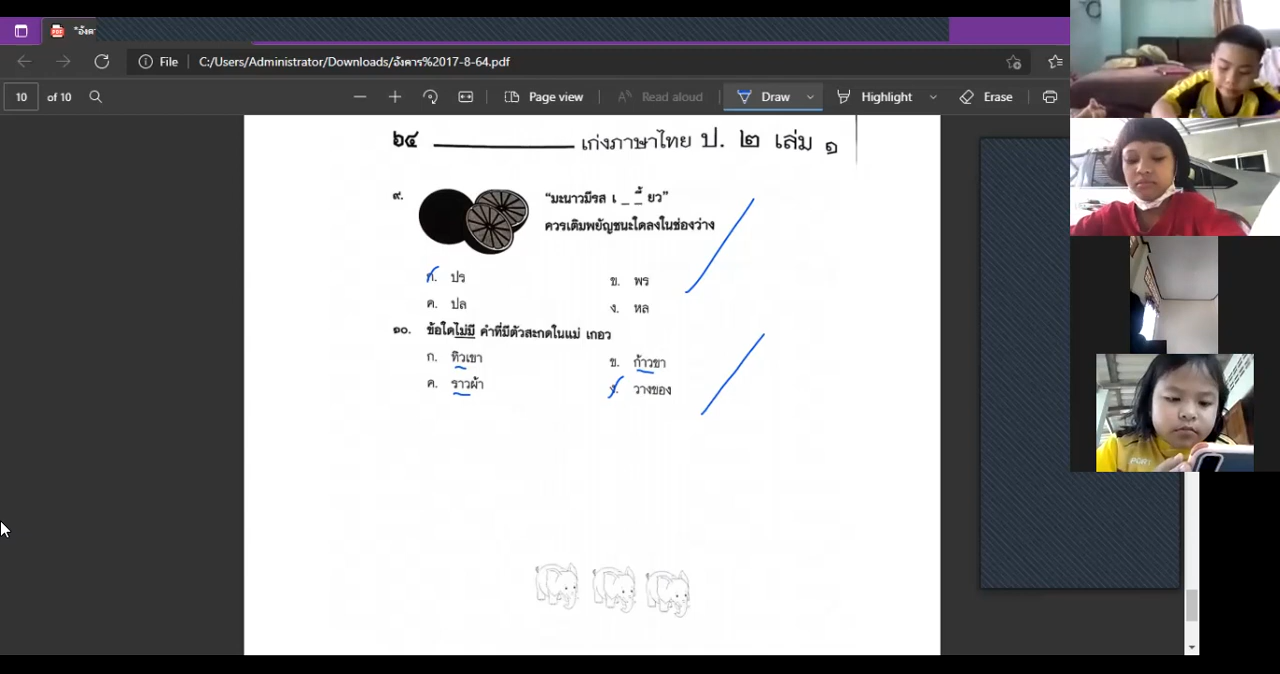 *อังคา
File C:/Users/Administrator/Downloads/อังคาร%2017-8-64.pdf
10 of 10 Page view Read aloud Draw Highlight Erase
๖๔ เก่งภาษาไทย ป. ๒ เล่ม ๑
๙. “มะนาวมีรส เ _ _ี้ ยว”
ควรเติมพยัญชนะใดลงในช่องว่าง
ก. ปร ข. พร
ค. ปล ง. หล
๑๐. ข้อใดไม่มี คำที่มีตัวสะกดในแม่ เกอว
ก. ทิวเขา ข. ก้าวขา
ค. ราวผ้า ง. วางของ